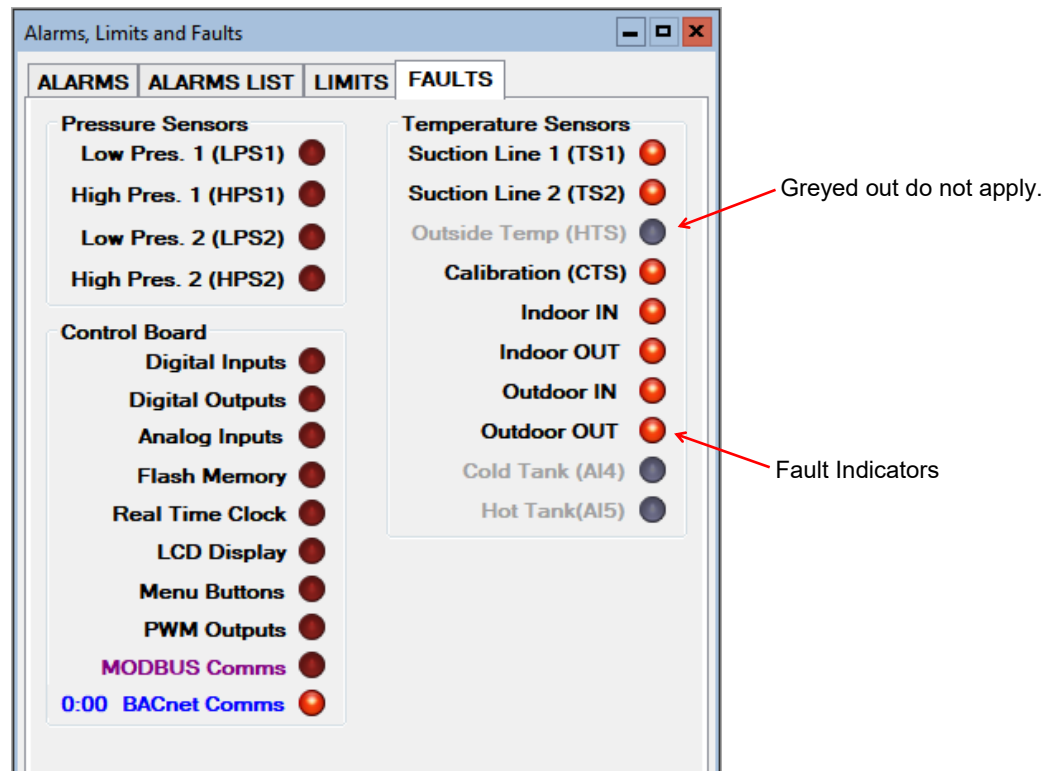 Alarms, Limits and Faults
ALARMS ALARMS LIST LIMITS FAULTS
Pressure Sensors
Low Pres. 1 (LPS1)
High Pres. 1 (HPS1)
Low Pres. 2 (LPS2)
High Pres. 2 (HPS2)
Control Board
Digital Inputs
Digital Outputs
Analog Inputs
Flash Memory
Real Time Clock
LCD Display
Menu Buttons
PWM Outputs
MODBUS Comms
0:00 BACnet Comms
Temperature Sensors
Suction Line 1 (TS1)
Suction Line 2 (TS2)
Outside Temp (HTS)
Calibration (CTS)
Indoor IN
Indoor OUT
Outdoor IN
Outdoor OUT
Cold Tank (AI4)
Hot Tank(AI5)
Greyed out do not apply.
Fault Indicators